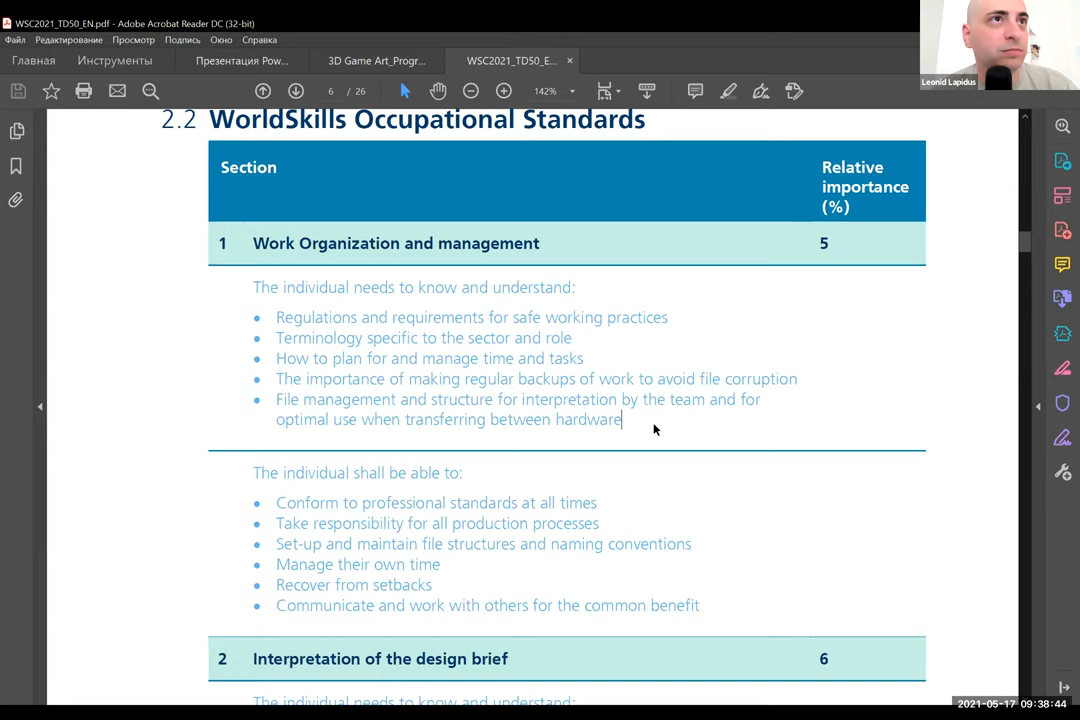 WSC2021_TD50_EN.pdf - Adobe Acrobat Reader DC (32-bit)
Файл Редактирование Просмотр Подпись Окно Справка
Главная Инструменты Презентация Pow... 3D Game Art_Progr... WSC2021_TD50_E... ×
6 / 26 142%
Leonid Lapidus
2.2 WorldSkills Occupational Standards
Section Relative
importance
(%)
1 Work Organization and management 5
The individual needs to know and understand:
• Regulations and requirements for safe working practices
• Terminology specific to the sector and role
• How to plan for and manage time and tasks
• The importance of making regular backups of work to avoid file corruption
• File management and structure for interpretation by the team and for
optimal use when transferring between hardware
The individual shall be able to:
• Conform to professional standards at all times
• Take responsibility for all production processes
• Set-up and maintain file structures and naming conventions
• Manage their own time
• Recover from setbacks
• Communicate and work with others for the common benefit
2 Interpretation of the design brief 6
The individual needs to know and understand:
2021-05-17 09:38:44